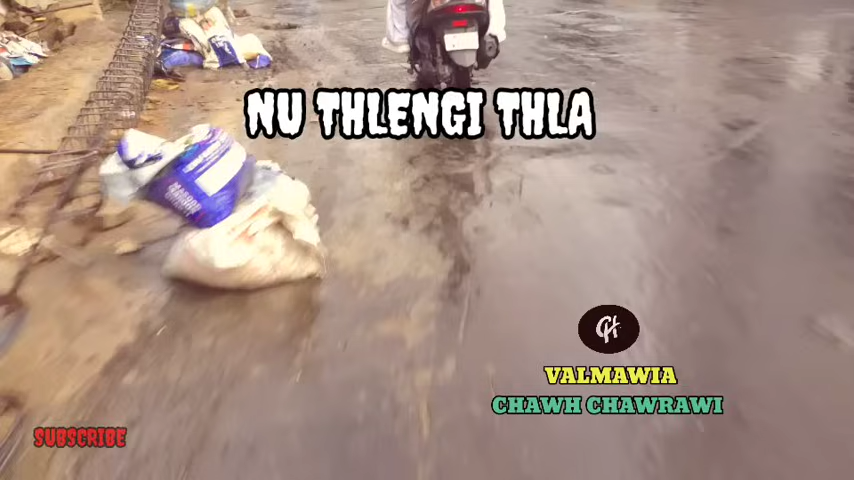 NU THLENGI THLA
VALMAWIA
CHAWH CHAWRAWI
SUBSCRIBE